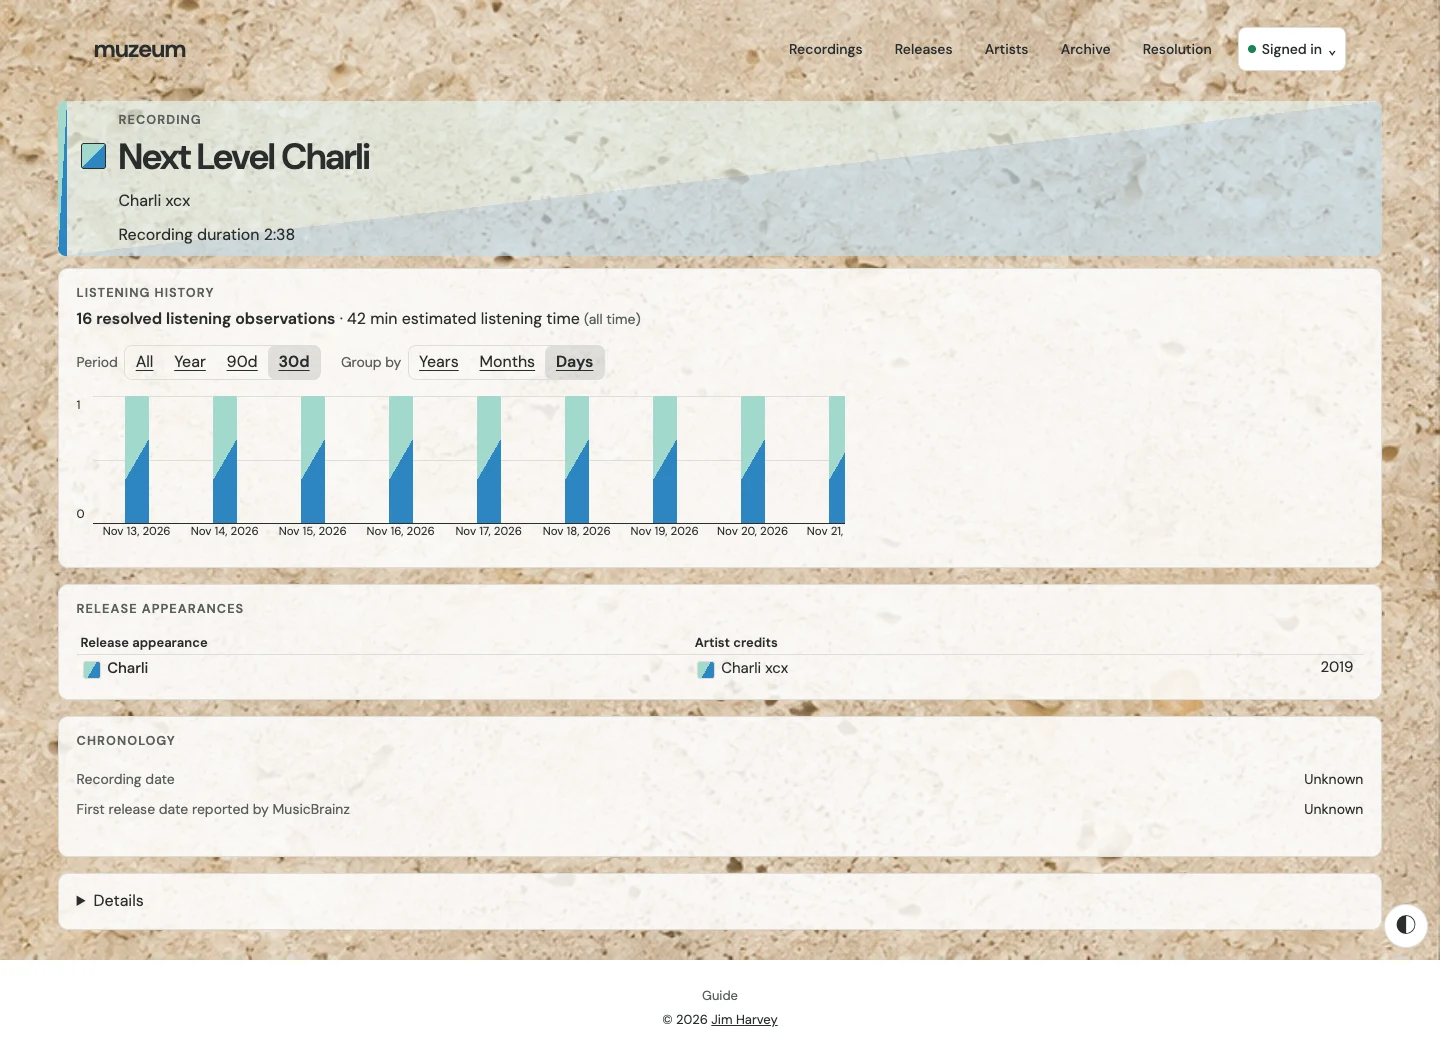 muzeum
Recordings Releases Artists Archive Resolution Signed in
RECORDING
Next Level Charli
Charli xcx
Recording duration 2:38
LISTENING HISTORY
16 resolved listening observations · 42 min estimated listening time (all time)
Period All Year 90d 30d Group by Years Months Days
1
0
Nov 13, 2026 Nov 14, 2026 Nov 15, 2026 Nov 16, 2026 Nov 17, 2026 Nov 18, 2026 Nov 19, 2026 Nov 20, 2026 Nov 21,
RELEASE APPEARANCES
Release appearance Artist credits
Charli Charli xcx 2019
CHRONOLOGY
Recording date Unknown
First release date reported by MusicBrainz Unknown
Details
Guide
© 2026 Jim Harvey